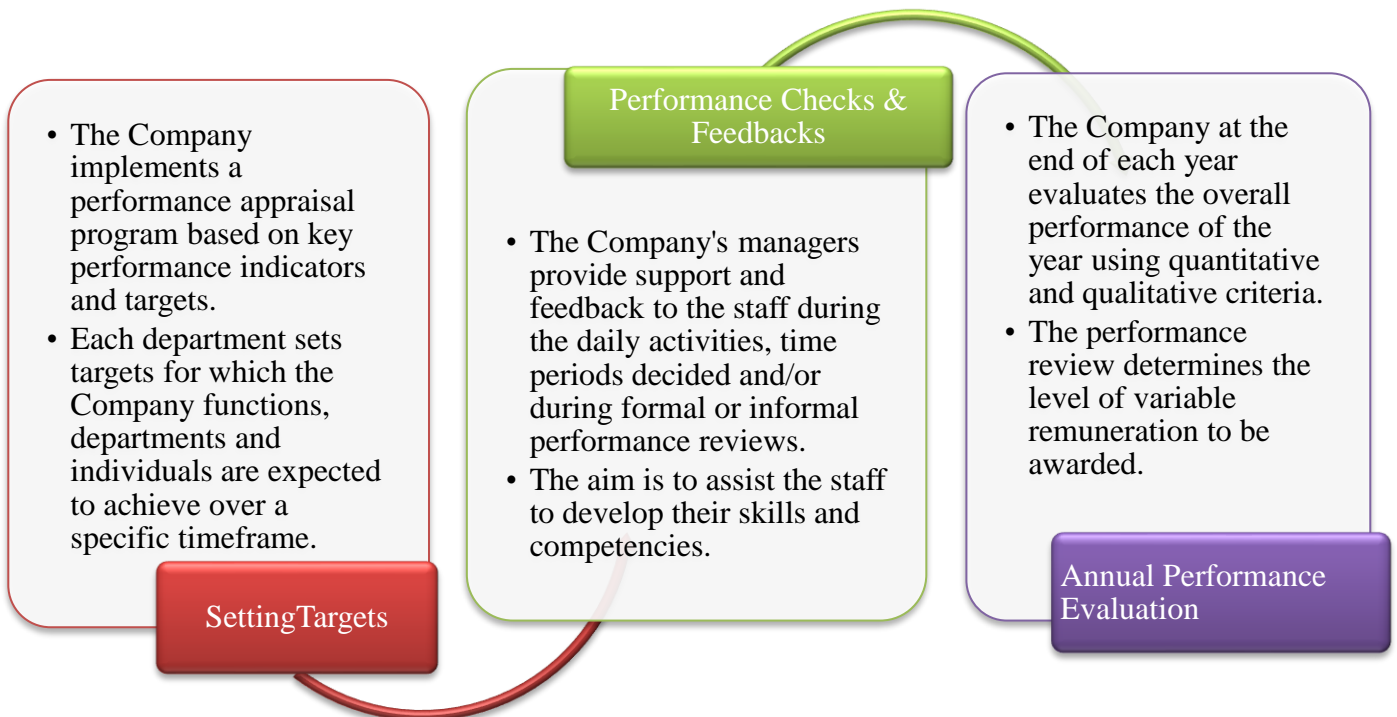 • The Company
implements a
performance appraisal
program based on key
performance indicators
and targets.
• Each department sets
targets for which the
Company functions,
departments and
individuals are expected
to achieve over a
specific timeframe.
SettingTargets
Performance Checks &
Feedbacks
• The Company's managers
provide support and
feedback to the staff during
the daily activities, time
periods decided and/or
during formal or informal
performance reviews.
• The aim is to assist the staff
to develop their skills and
competencies.
• The Company at the
end of each year
evaluates the overall
performance of the
year using quantitative
and qualitative criteria.
• The performance
review determines the
level of variable
remuneration to be
awarded.
Annual Performance
Evaluation